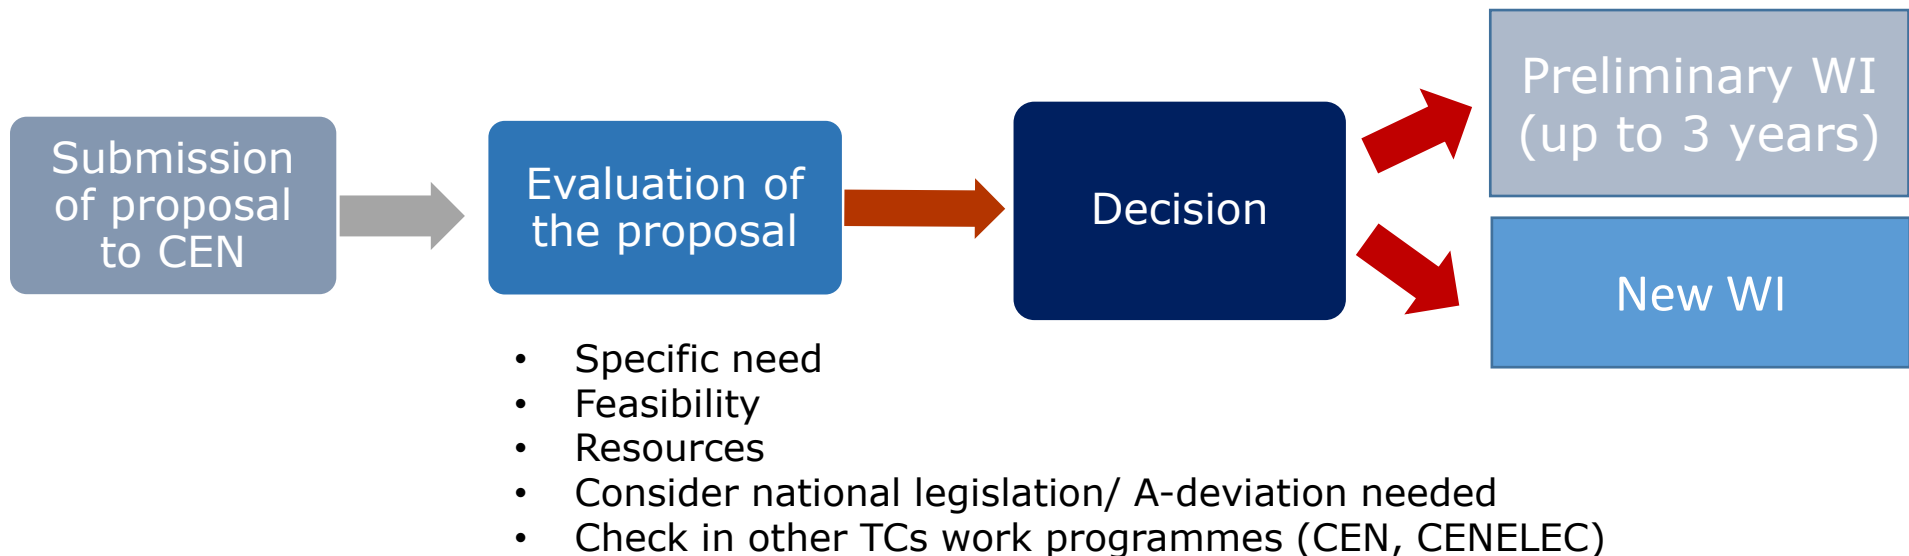 Submission
of proposal
to CEN
Evaluation of
the proposal
Decision
Preliminary WI
(up to 3 years)
New WI
• Specific need
• Feasibility
• Resources
• Consider national legislation/ A-deviation needed
• Check in other TCs work programmes (CEN, CENELEC)